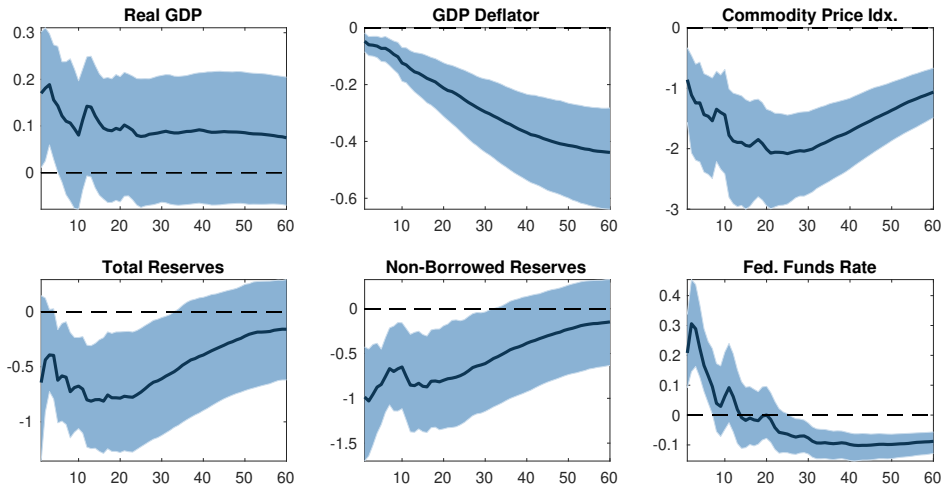 Real GDP
0.3
0.2
0.1
0
10 20 30 40 50 60
GDP Deflator
0
-0.2
-0.4
-0.6
10 20 30 40 50 60
Commodity Price Idx.
0
-1
-2
-3
10 20 30 40 50 60
Total Reserves
0
-0.5
-1
10 20 30 40 50 60
Non-Borrowed Reserves
0
-0.5
-1
-1.5
10 20 30 40 50 60
Fed. Funds Rate
0.4
0.3
0.2
0.1
0
-0.1
10 20 30 40 50 60